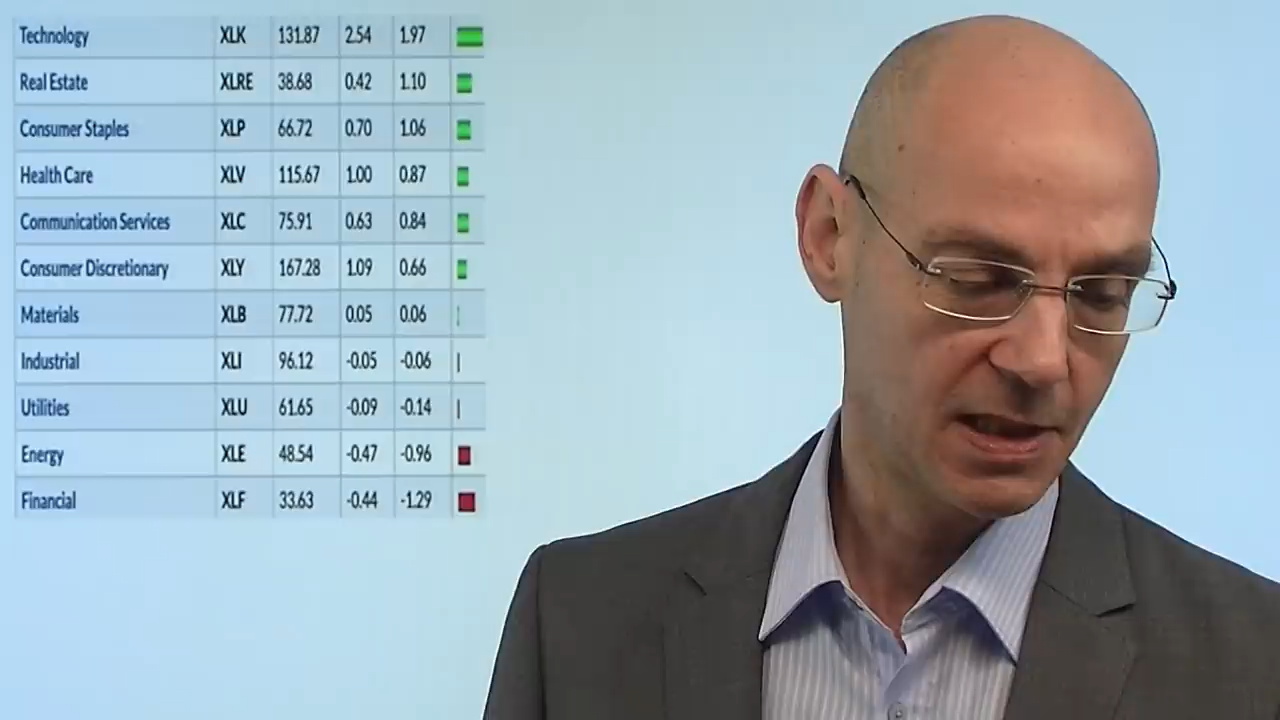 Technology XLK 131.87 2.54 1.97
Real Estate XLRE 38.68 0.42 1.10
Consumer Staples XLP 66.72 0.70 1.06
Health Care XLV 115.67 1.00 0.87
Communication Services XLC 75.91 0.63 0.84
Consumer Discretionary XLY 167.28 1.09 0.66
Materials XLB 77.72 0.05 0.06
Industrial XLI 96.12 -0.05 -0.06
Utilities XLU 61.65 -0.09 -0.14
Energy XLE 48.54 -0.47 -0.96
Financial XLF 33.63 -0.44 -1.29